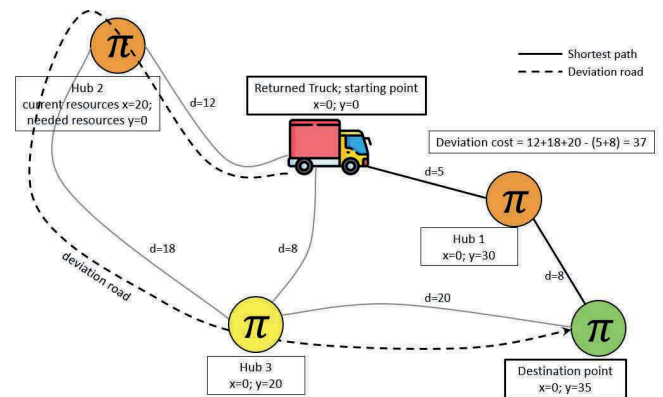 π
Shortest path
Deviation road
Hub 2
current resources x=20;
needed resources y=0
d=12
Returned Truck; starting point
x=0; y=0
Deviation cost = 12+18+20 - (5+8) = 37
d=5
π
Hub 1
x=0; y=30
d=18
d=8
d=8
deviation road
d=20
π
π
Hub 3
x=0; y=20
Destination point
x=0; y=35